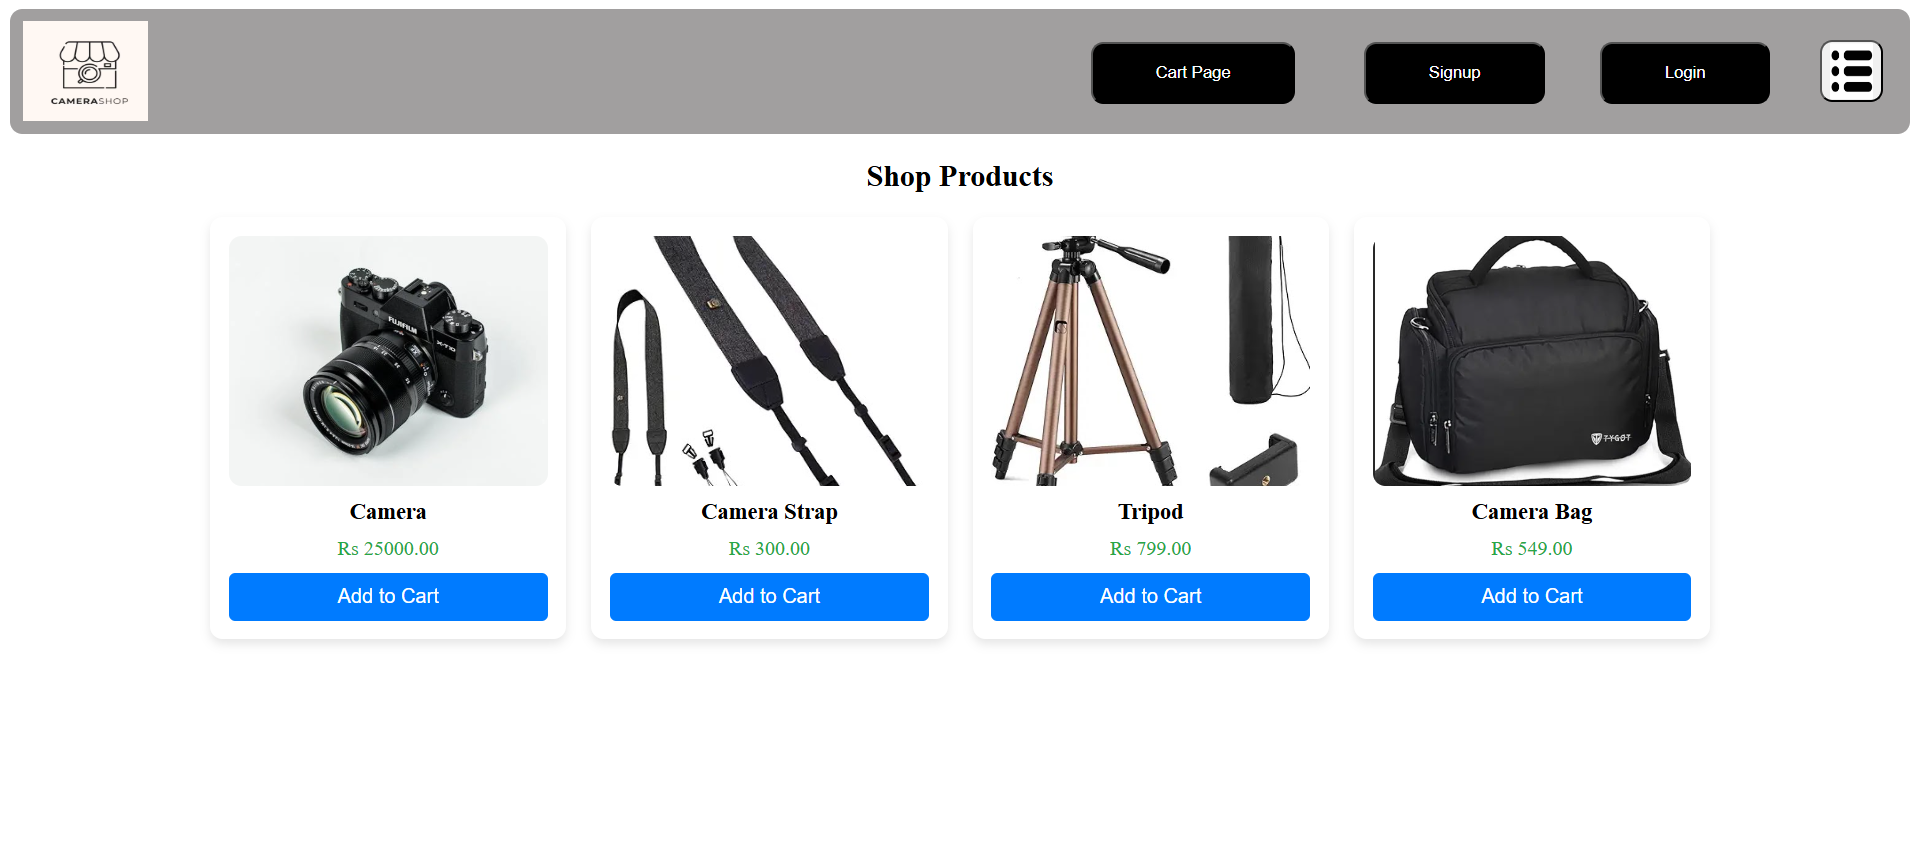 CAMERASHOP
Cart Page
Signup
Login
Shop Products
FUJIFILM
X-T10
TYGOT
Camera
Camera Strap
Tripod
Camera Bag
Rs 25000.00
Rs 300.00
Rs 799.00
Rs 549.00
Add to Cart
Add to Cart
Add to Cart
Add to Cart